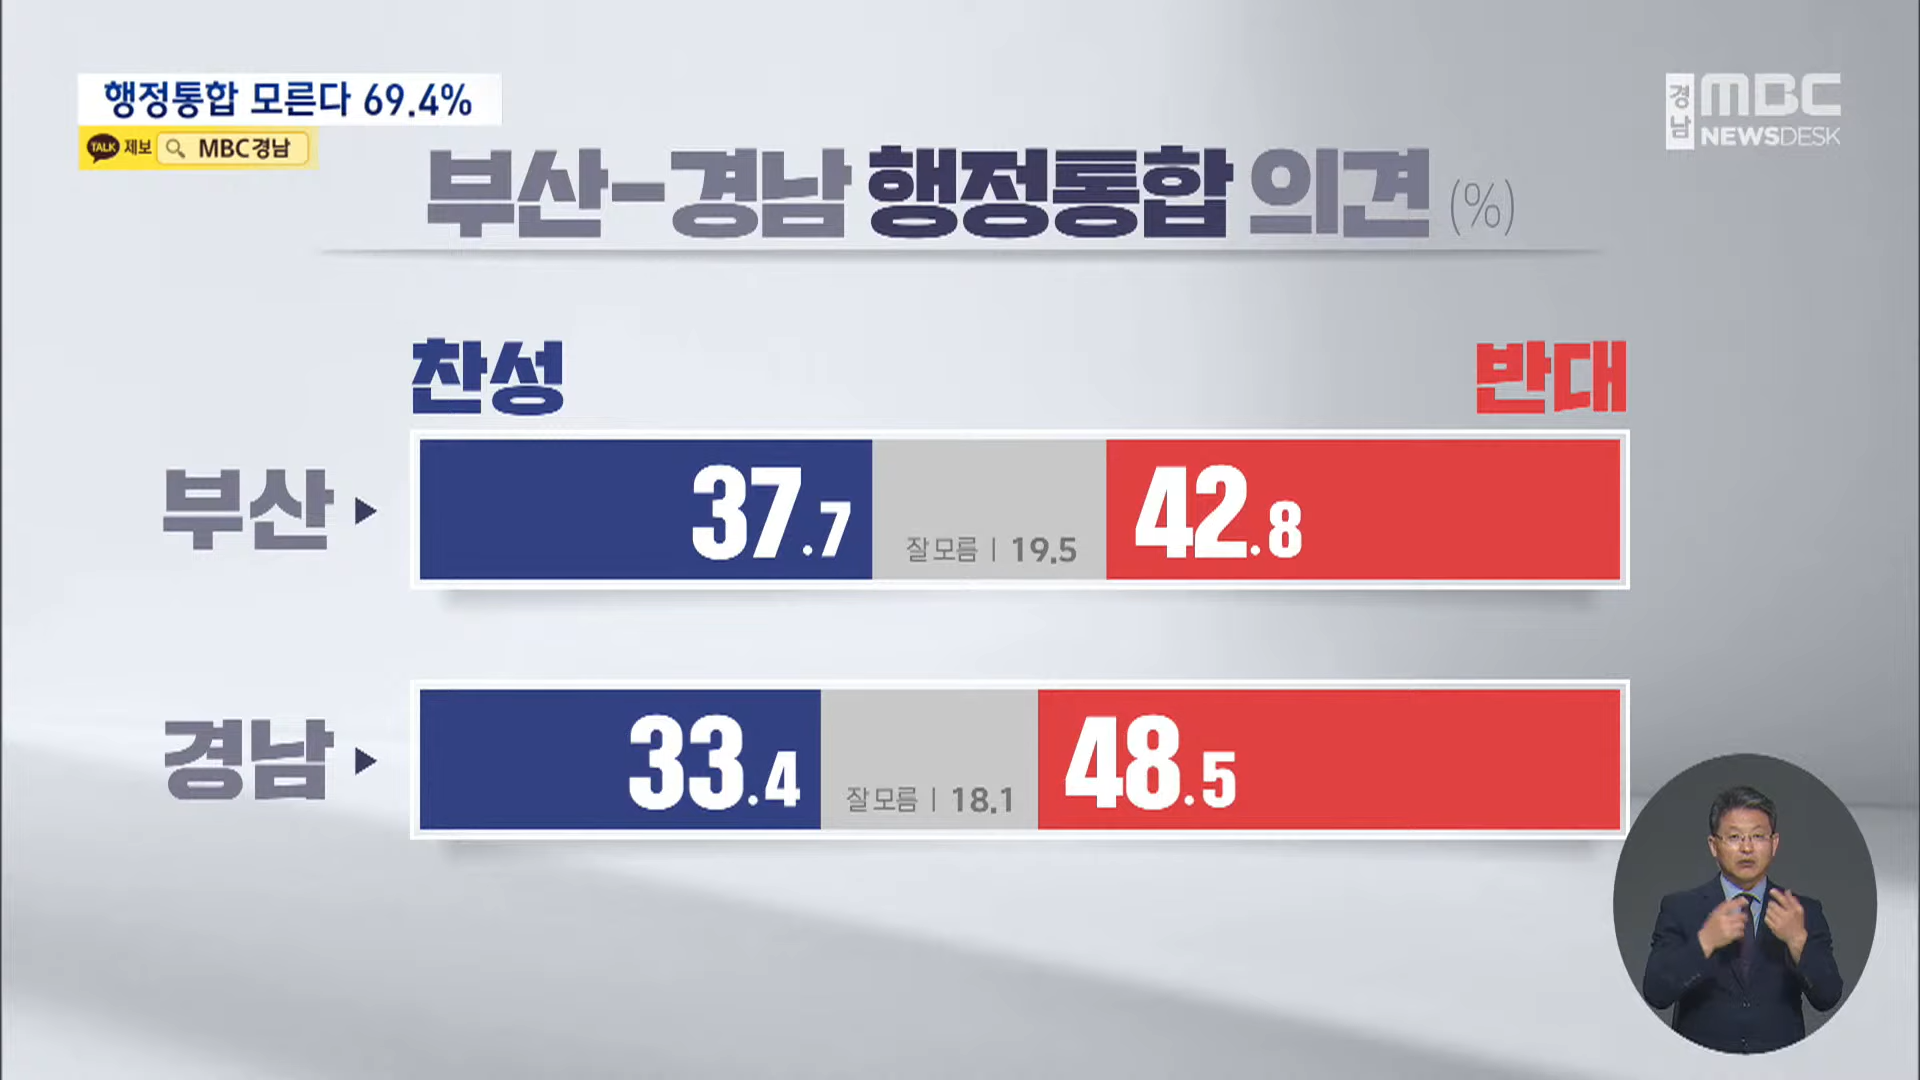 행정통합 모른다 69.4%
TALK 제보 MBC경남
경남 MBC
NEWSDESK
부산-경남 행정통합 의견 (%)
찬성 반대
부산 37.7 잘모름 | 19.5 42.8
경남 33.4 잘모름 | 18.1 48.5